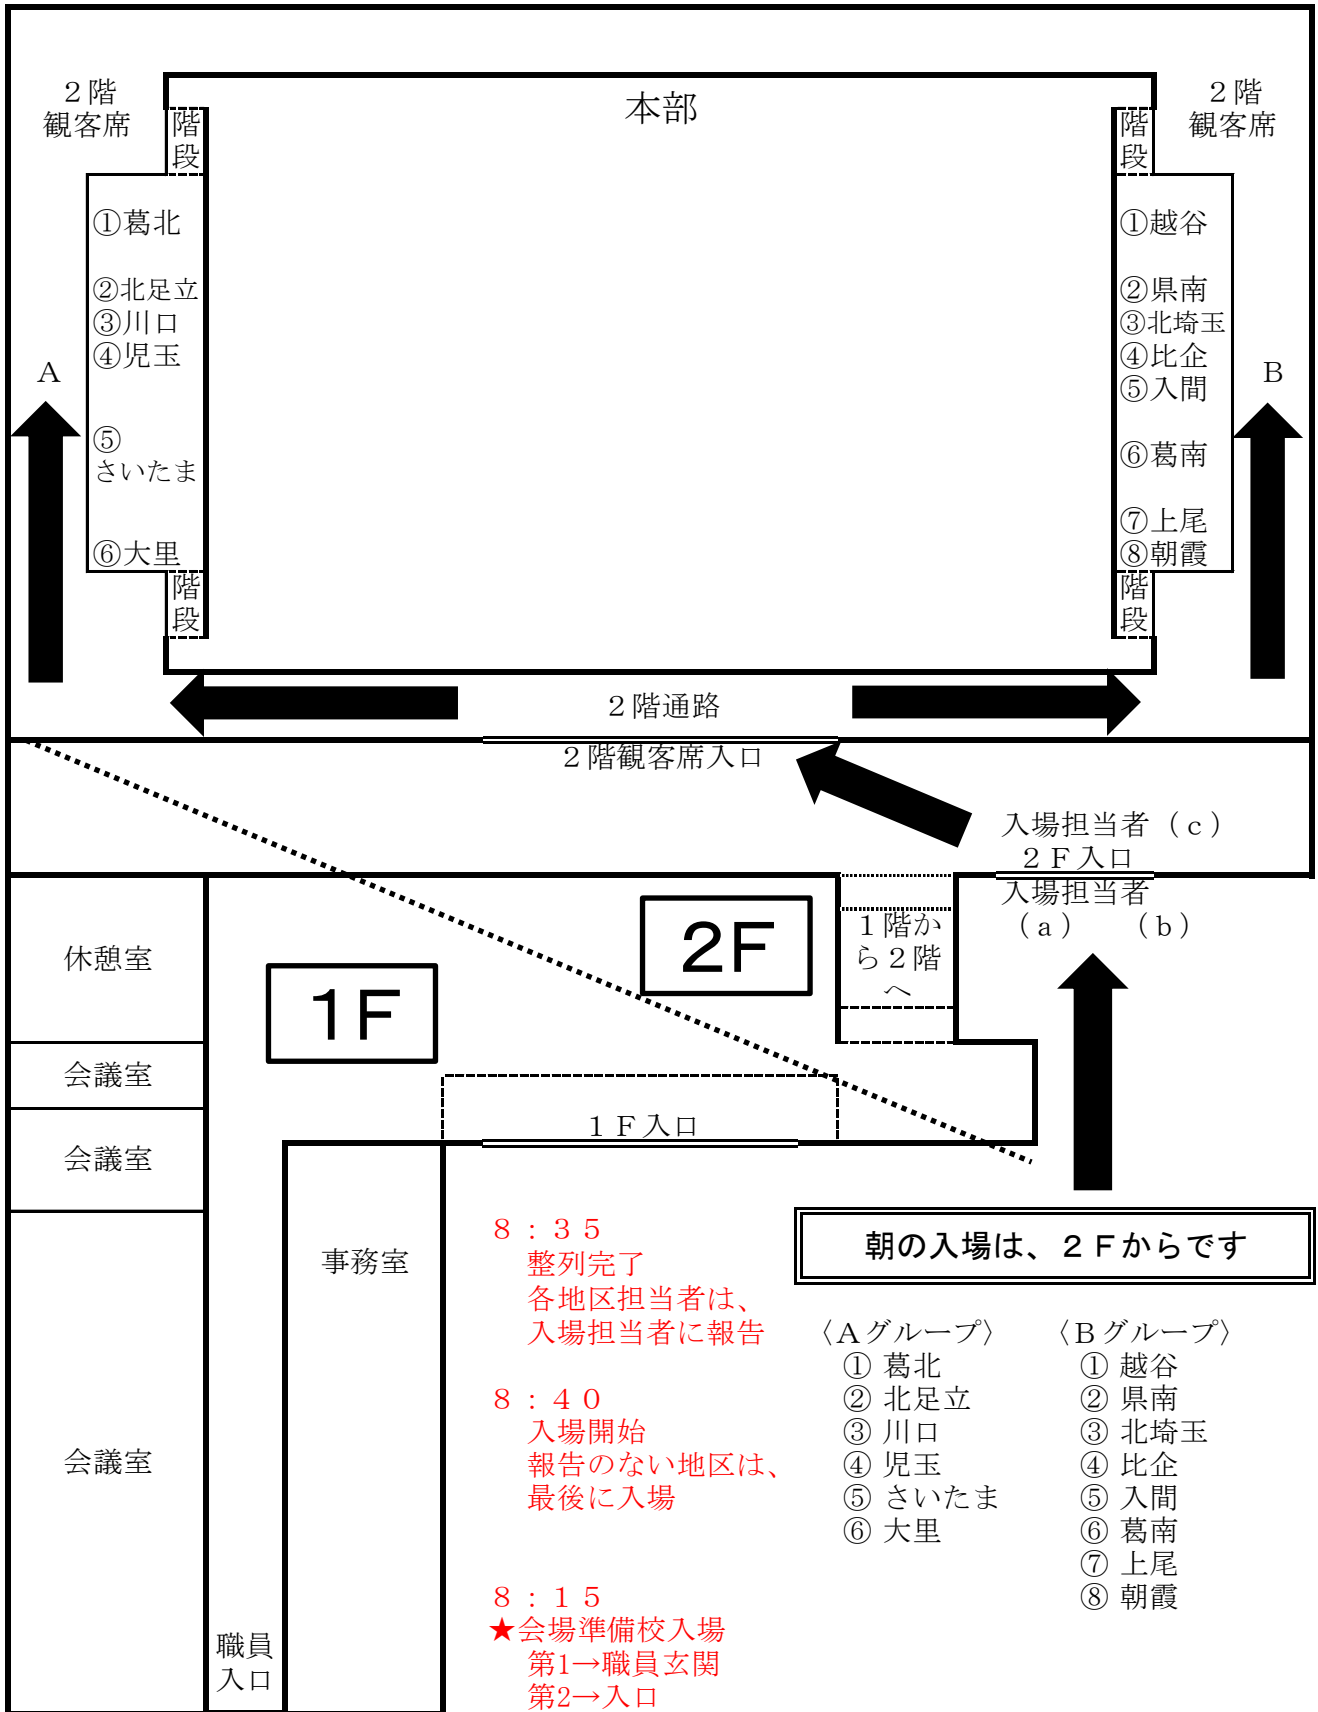 本部
２階
観客席
階
段
①葛北
②北足立
③川口
④児玉
⑤
さいたま
⑥大里
階
段
A
２階
観客席
階
段
①越谷
②県南
③北埼玉
④比企
⑤入間
⑥葛南
⑦上尾
⑧朝霞
階
段
B
２階通路
２階観客席入口
入場担当者（ｃ）
２Ｆ入口
入場担当者
（ａ）　（ｂ）
１階か
ら２階
へ
2F
1F
休憩室
会議室
会議室
会議室
１Ｆ入口
事務室
職員
入口
朝の入場は、２Ｆからです
８：３５
整列完了
各地区担当者は、
入場担当者に報告
８：４０
入場開始
報告のない地区は、
最後に入場
８：１５
★会場準備校入場
第1→職員玄関
第2→入口
〈Ａグループ〉
① 葛北
② 北足立
③ 川口
④ 児玉
⑤ さいたま
⑥ 大里
〈Ｂグループ〉
① 越谷
② 県南
③ 北埼玉
④ 比企
⑤ 入間
⑥ 葛南
⑦ 上尾
⑧ 朝霞